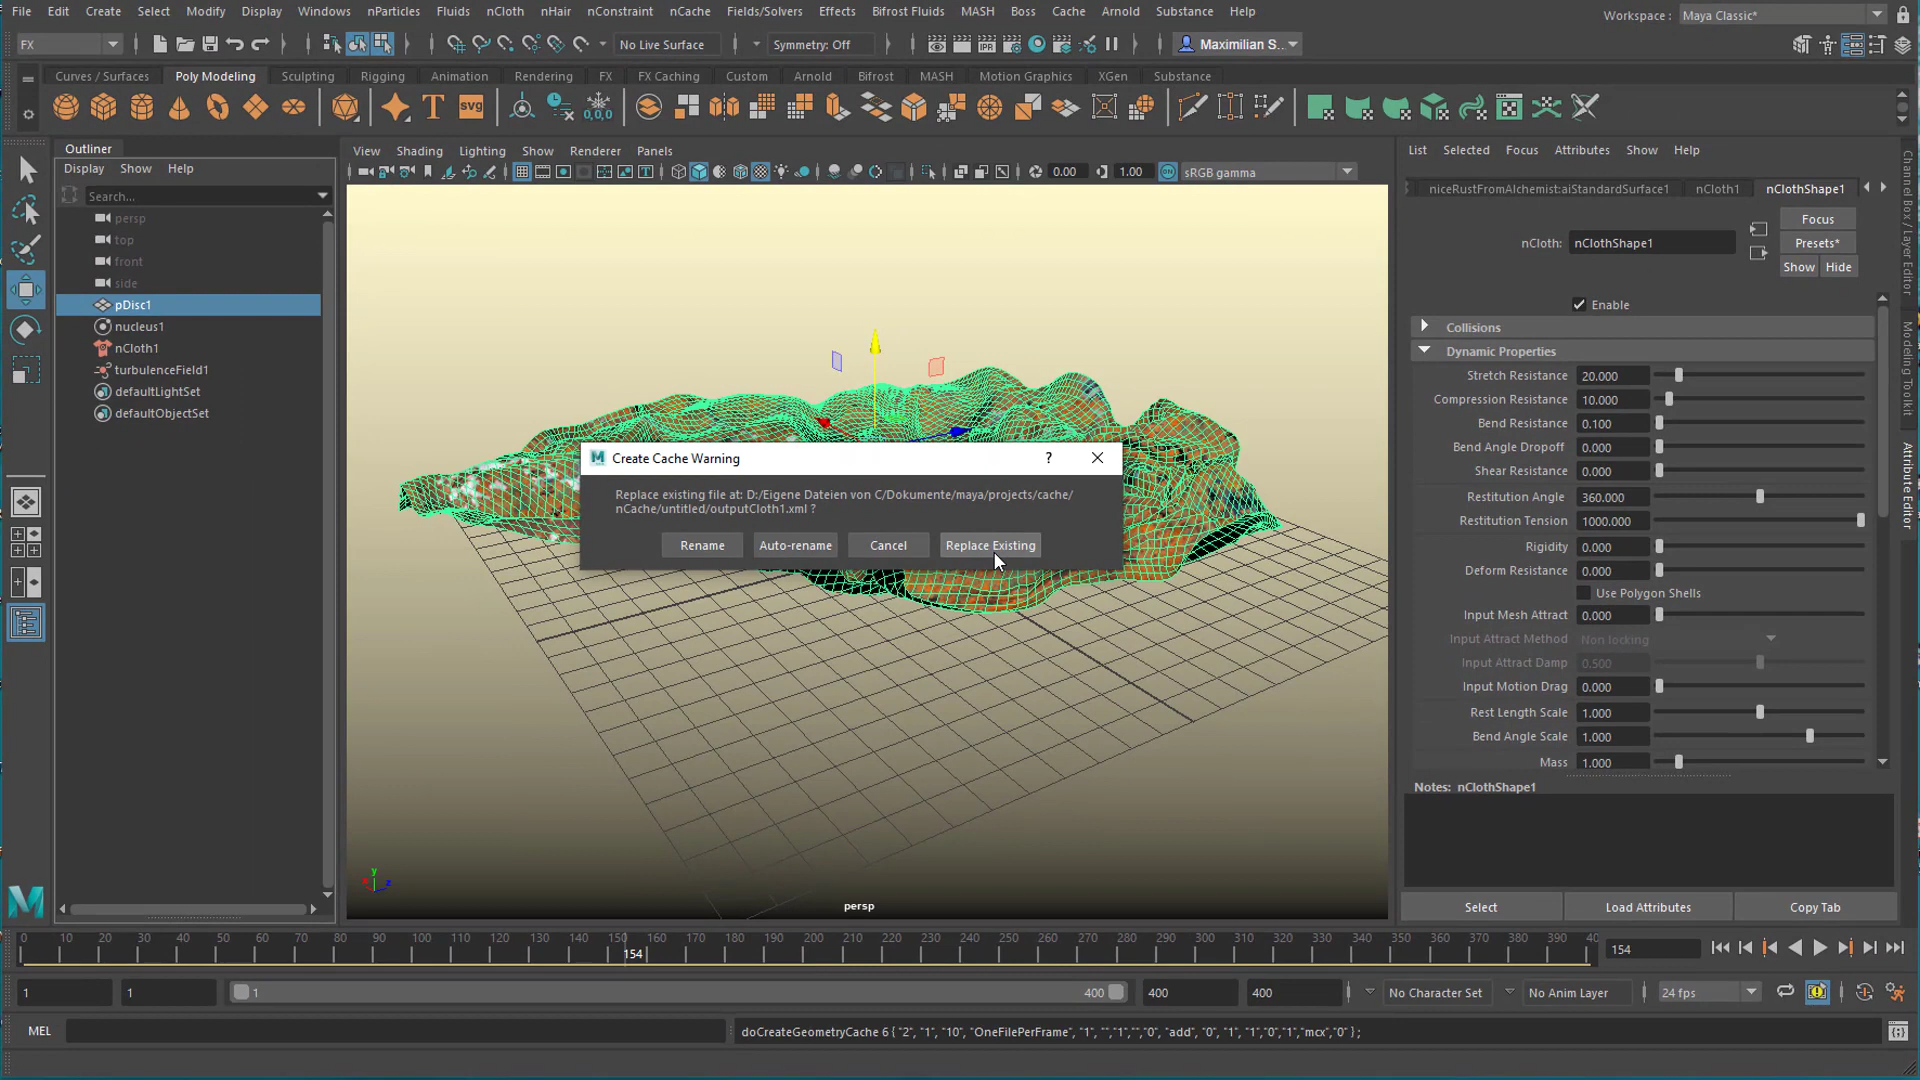 File Edit Create Select Modify Display Windows nParticles Fluids nCloth nHair nConstraint nCache Fields/Solvers Effects Bifrost Fluids MASH Boss Cache Arnold Substance Help
Workspace : Maya Classic*
FX No Live Surface Symmetry: Off Maximilian S...
Curves / Surfaces Poly Modeling Sculpting Rigging Animation Rendering FX FX Caching Custom Arnold Bifrost MASH Motion Graphics XGen Substance
Outliner
Display Show Help
Search...
persp
top
front
side
pDisc1
nucleus1
nCloth1
turbulenceField1
defaultLightSet
defaultObjectSet
View Shading Lighting Show Renderer Panels
0.00 1.00 sRGB gamma
Create Cache Warning ?
Replace existing file at: D:/Eigene Dateien von C/Dokumente/maya/projects/cache/
nCache/untitled/outputCloth1.xml ?
Rename Auto-rename Cancel Replace Existing
persp
List Selected Focus Attributes Show Help
niceRustFromAlchemist:aiStandardSurface1 nCloth1 nClothShape1
Focus
nCloth: nClothShape1 Presets*
Show Hide
Enable
Collisions
Dynamic Properties
Stretch Resistance 20.000
Compression Resistance 10.000
Bend Resistance 0.100
Bend Angle Dropoff 0.000
Shear Resistance 0.000
Restitution Angle 360.000
Restitution Tension 1000.000
Rigidity 0.000
Deform Resistance 0.000
Use Polygon Shells
Input Mesh Attract 0.000
Input Attract Method Non locking
Input Attract Damp 0.500
Input Motion Drag 0.000
Rest Length Scale 1.000
Bend Angle Scale 1.000
Mass 1.000
Notes: nClothShape1
Select Load Attributes Copy Tab
Channel Box / Layer Editor
Modeling Toolkit
Attribute Editor
0 10 20 30 40 50 60 70 80 90 100 110 120 130 140 150 160 170 180 190 200 210 220 230 240 250 260 270 280 290 300 310 320 330 340 350 360 370 380 390 40
154 154
1 1 1 400 400 400 No Character Set No Anim Layer 24 fps
MEL doCreateGeometryCache 6 { "2", "1", "10", "OneFilePerFrame", "1", "","1","","0", "add", "0", "1", "1","0","1","mcx","0" } ;